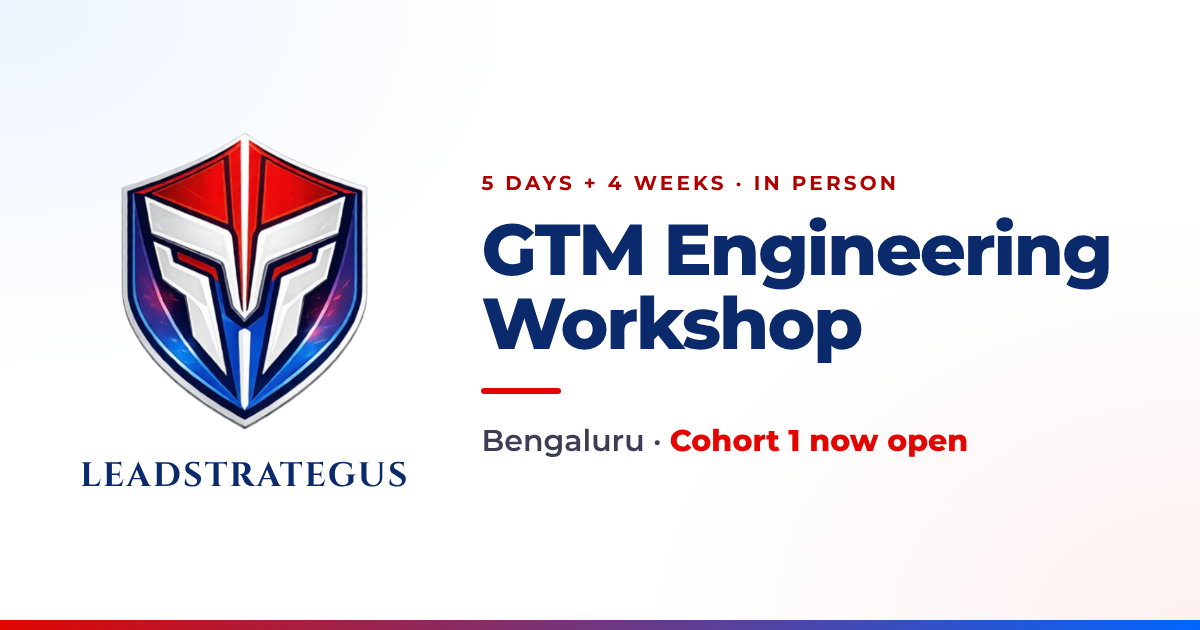 5 DAYS + 4 WEEKS · IN PERSON
GTM Engineering
Workshop
Bengaluru · Cohort 1 now open
LEADSTRATEGUS